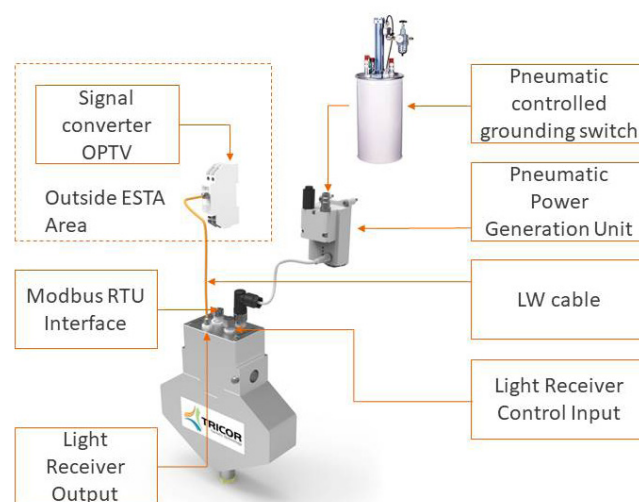 Signal
converter
OPTV
Outside ESTA
Area
Pneumatic
controlled
grounding switch
Pneumatic
Power
Generation Unit
Modbus RTU
Interface
LW cable
Light Receiver
Control Input
TRICOR
Light
Receiver
Output